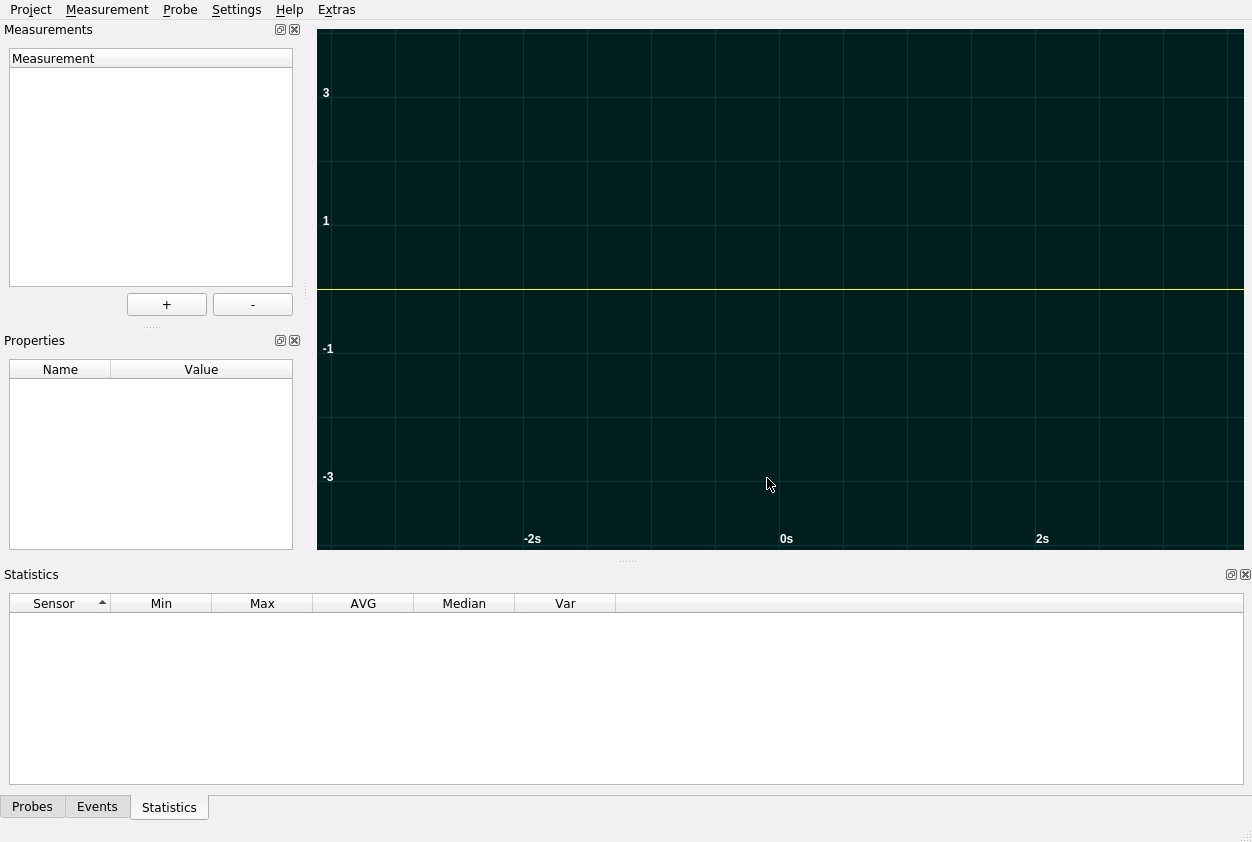 Project Measurement Probe Settings Help Extras
Measurements
Measurement
+ -
Properties
Name Value
3
1
-1
-3
-2s 0s 2s
Statistics
Sensor Min Max AVG Median Var
Probes Events Statistics